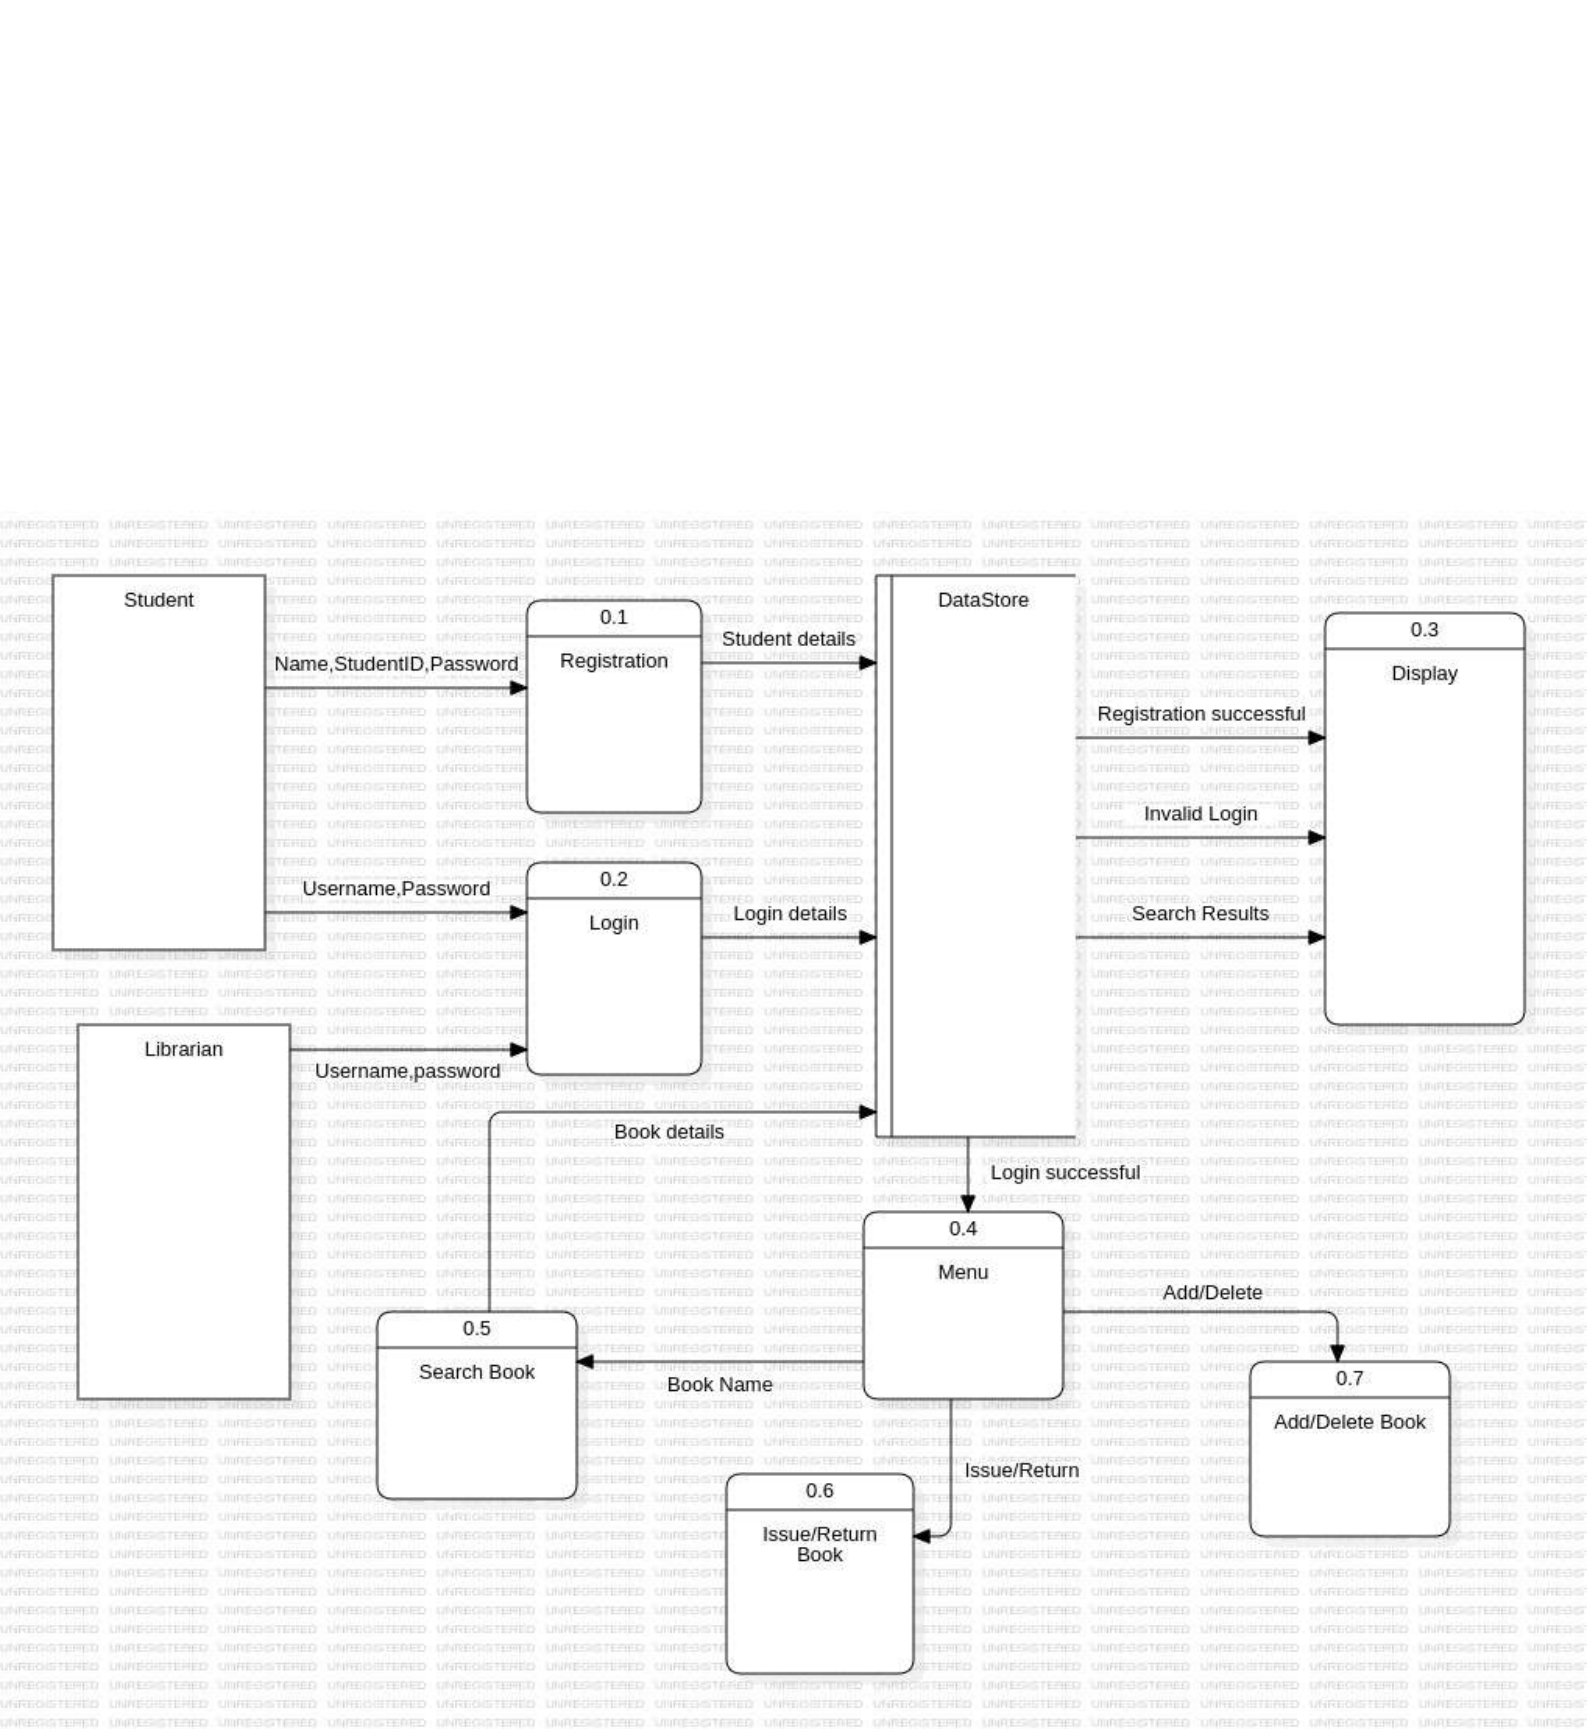 Student
0.1
DataStore
0.3
Registration
Student details
Name,StudentID,Password
Display
Registration successful
Invalid Login
0.2
Username,Password
Login
Login details
Search Results
Librarian
Username,password
Book details
Login successful
0.4
Menu
Add/Delete
0.5
Search Book
Book Name
0.7
Add/Delete Book
Issue/Return
0.6
Issue/Return
Book
UNREGISTERED